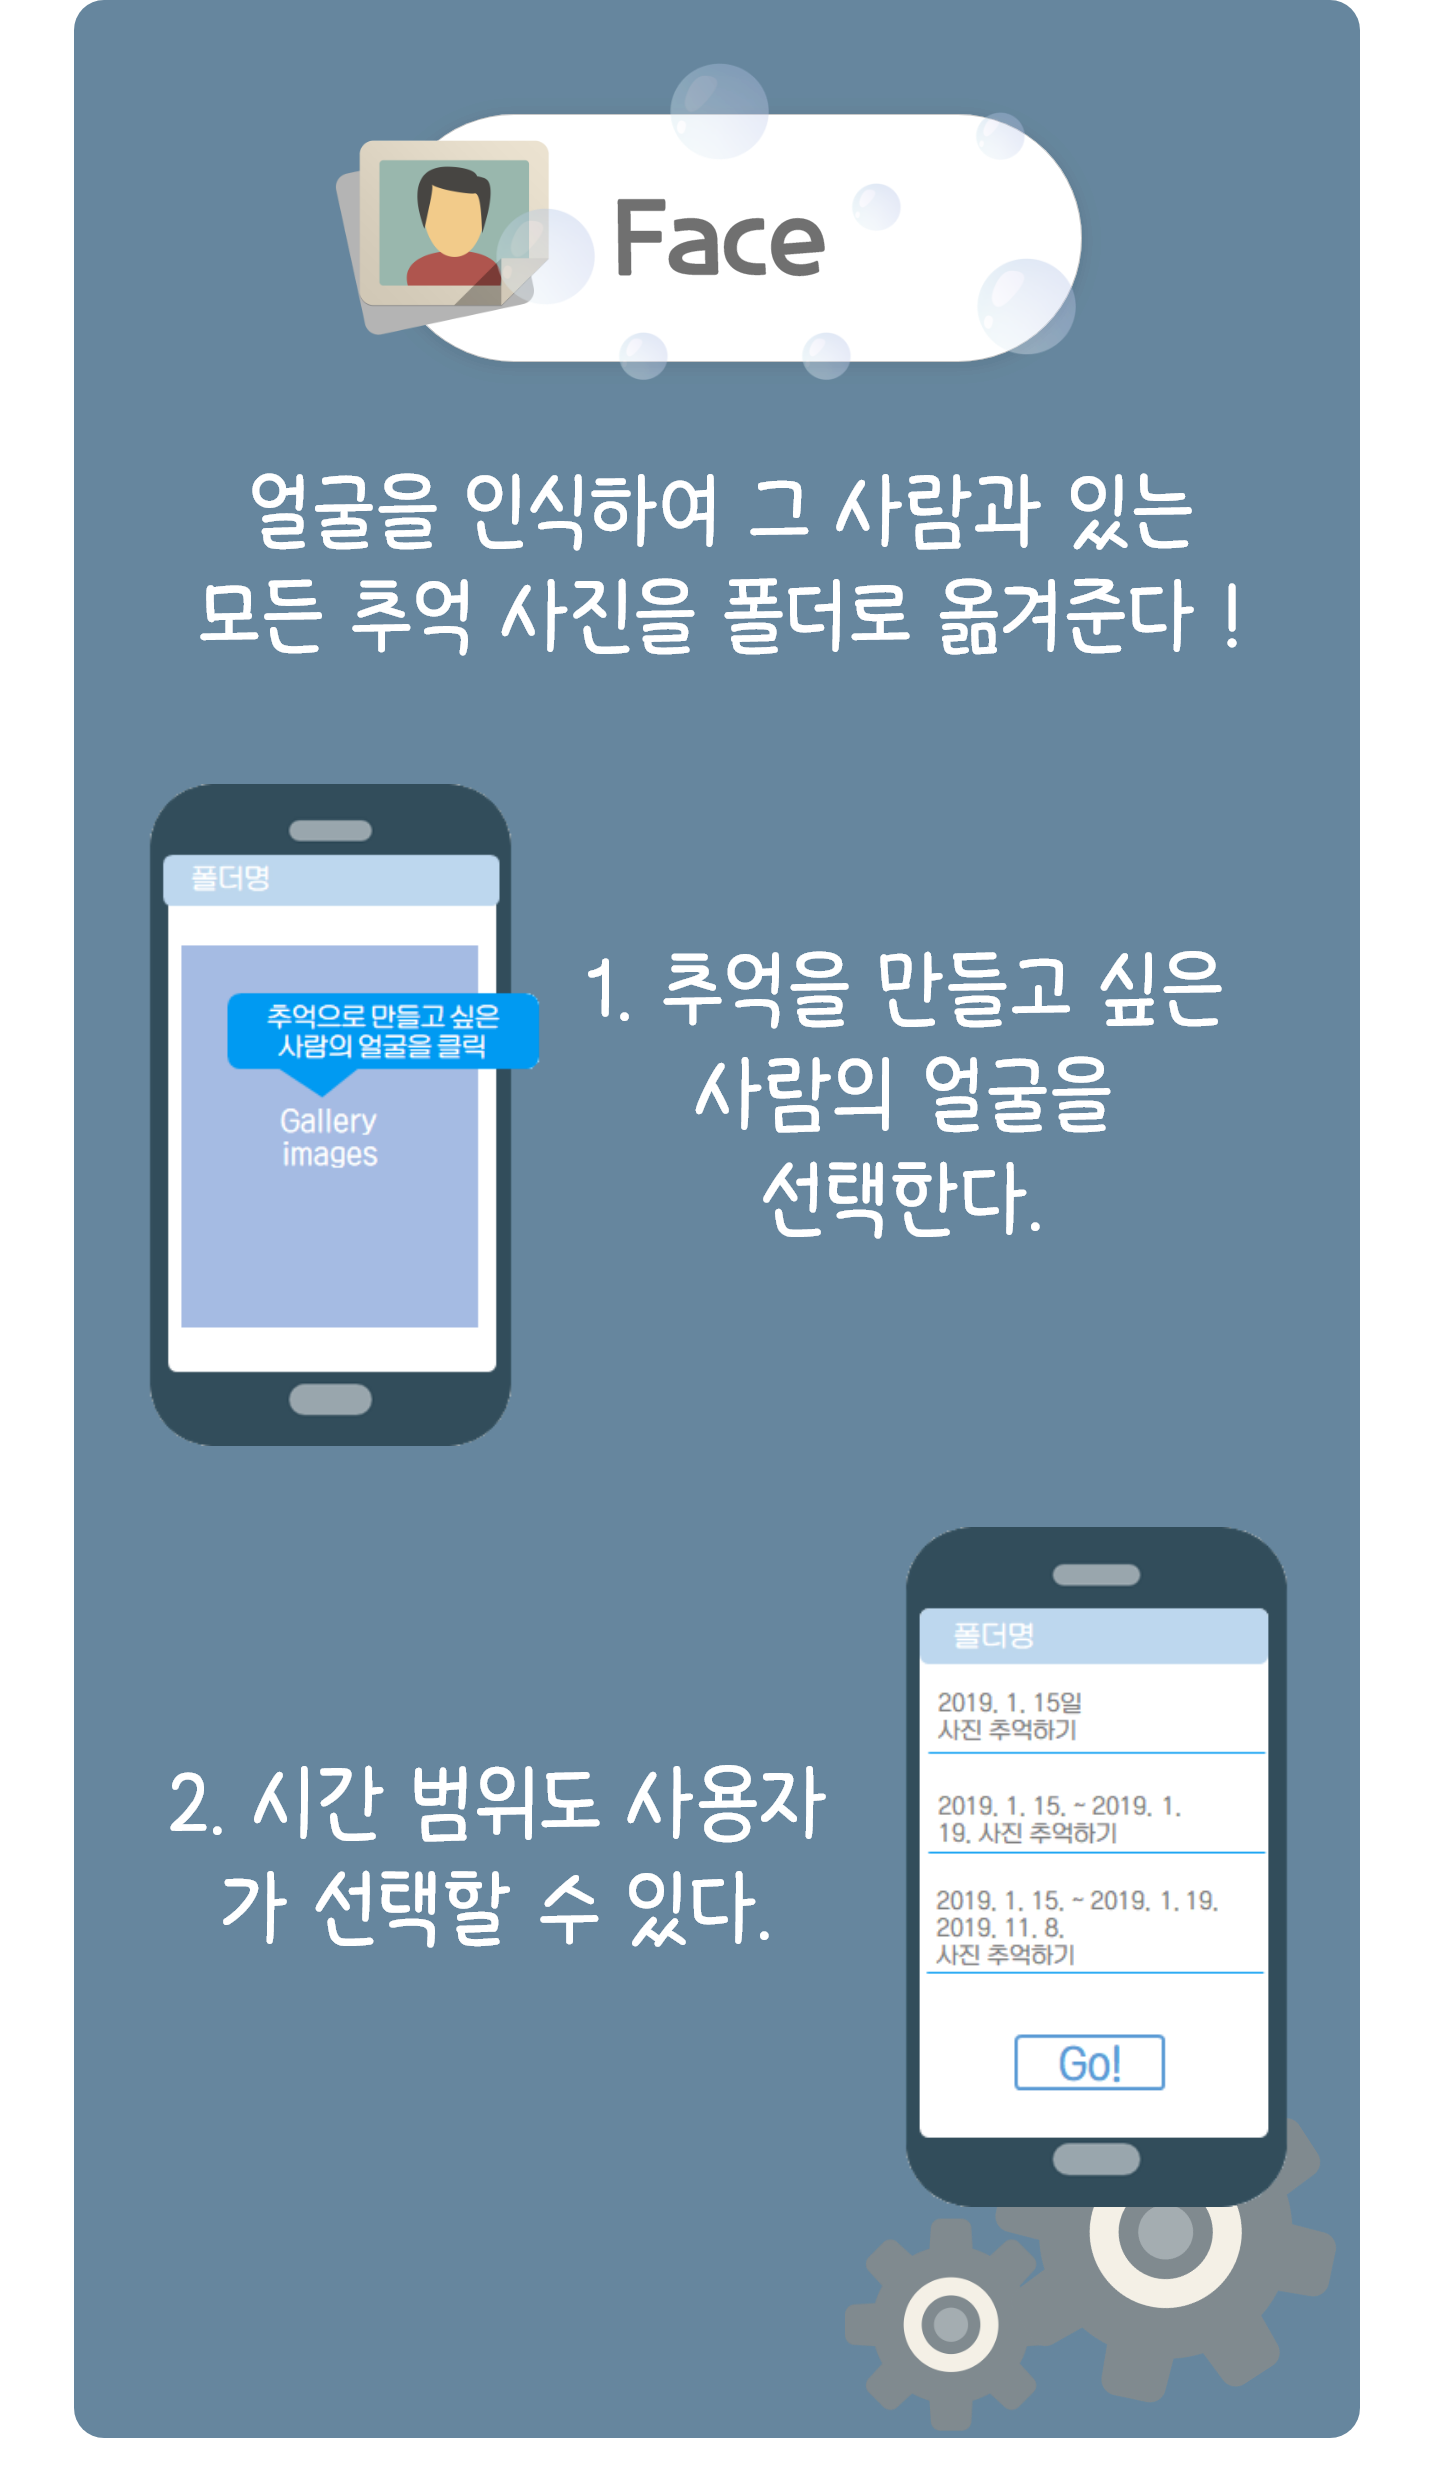 Face
얼굴을 인식하여 그 사람과 있는
모든 추억 사진을 폴더로 옮겨준다 !
폴더명
추억으로 만들고 싶은
사람의 얼굴을 클릭
Gallery
images
1. 추억을 만들고 싶은
사람의 얼굴을
선택한다.
2. 시간 범위도 사용자
가 선택할 수 있다.
폴더명
2019. 1. 15일
사진 추억하기
2019. 1. 15. ~ 2019. 1.
19. 사진 추억하기
2019. 1. 15. ~ 2019. 1. 19.
2019. 11. 8.
사진 추억하기
Go!